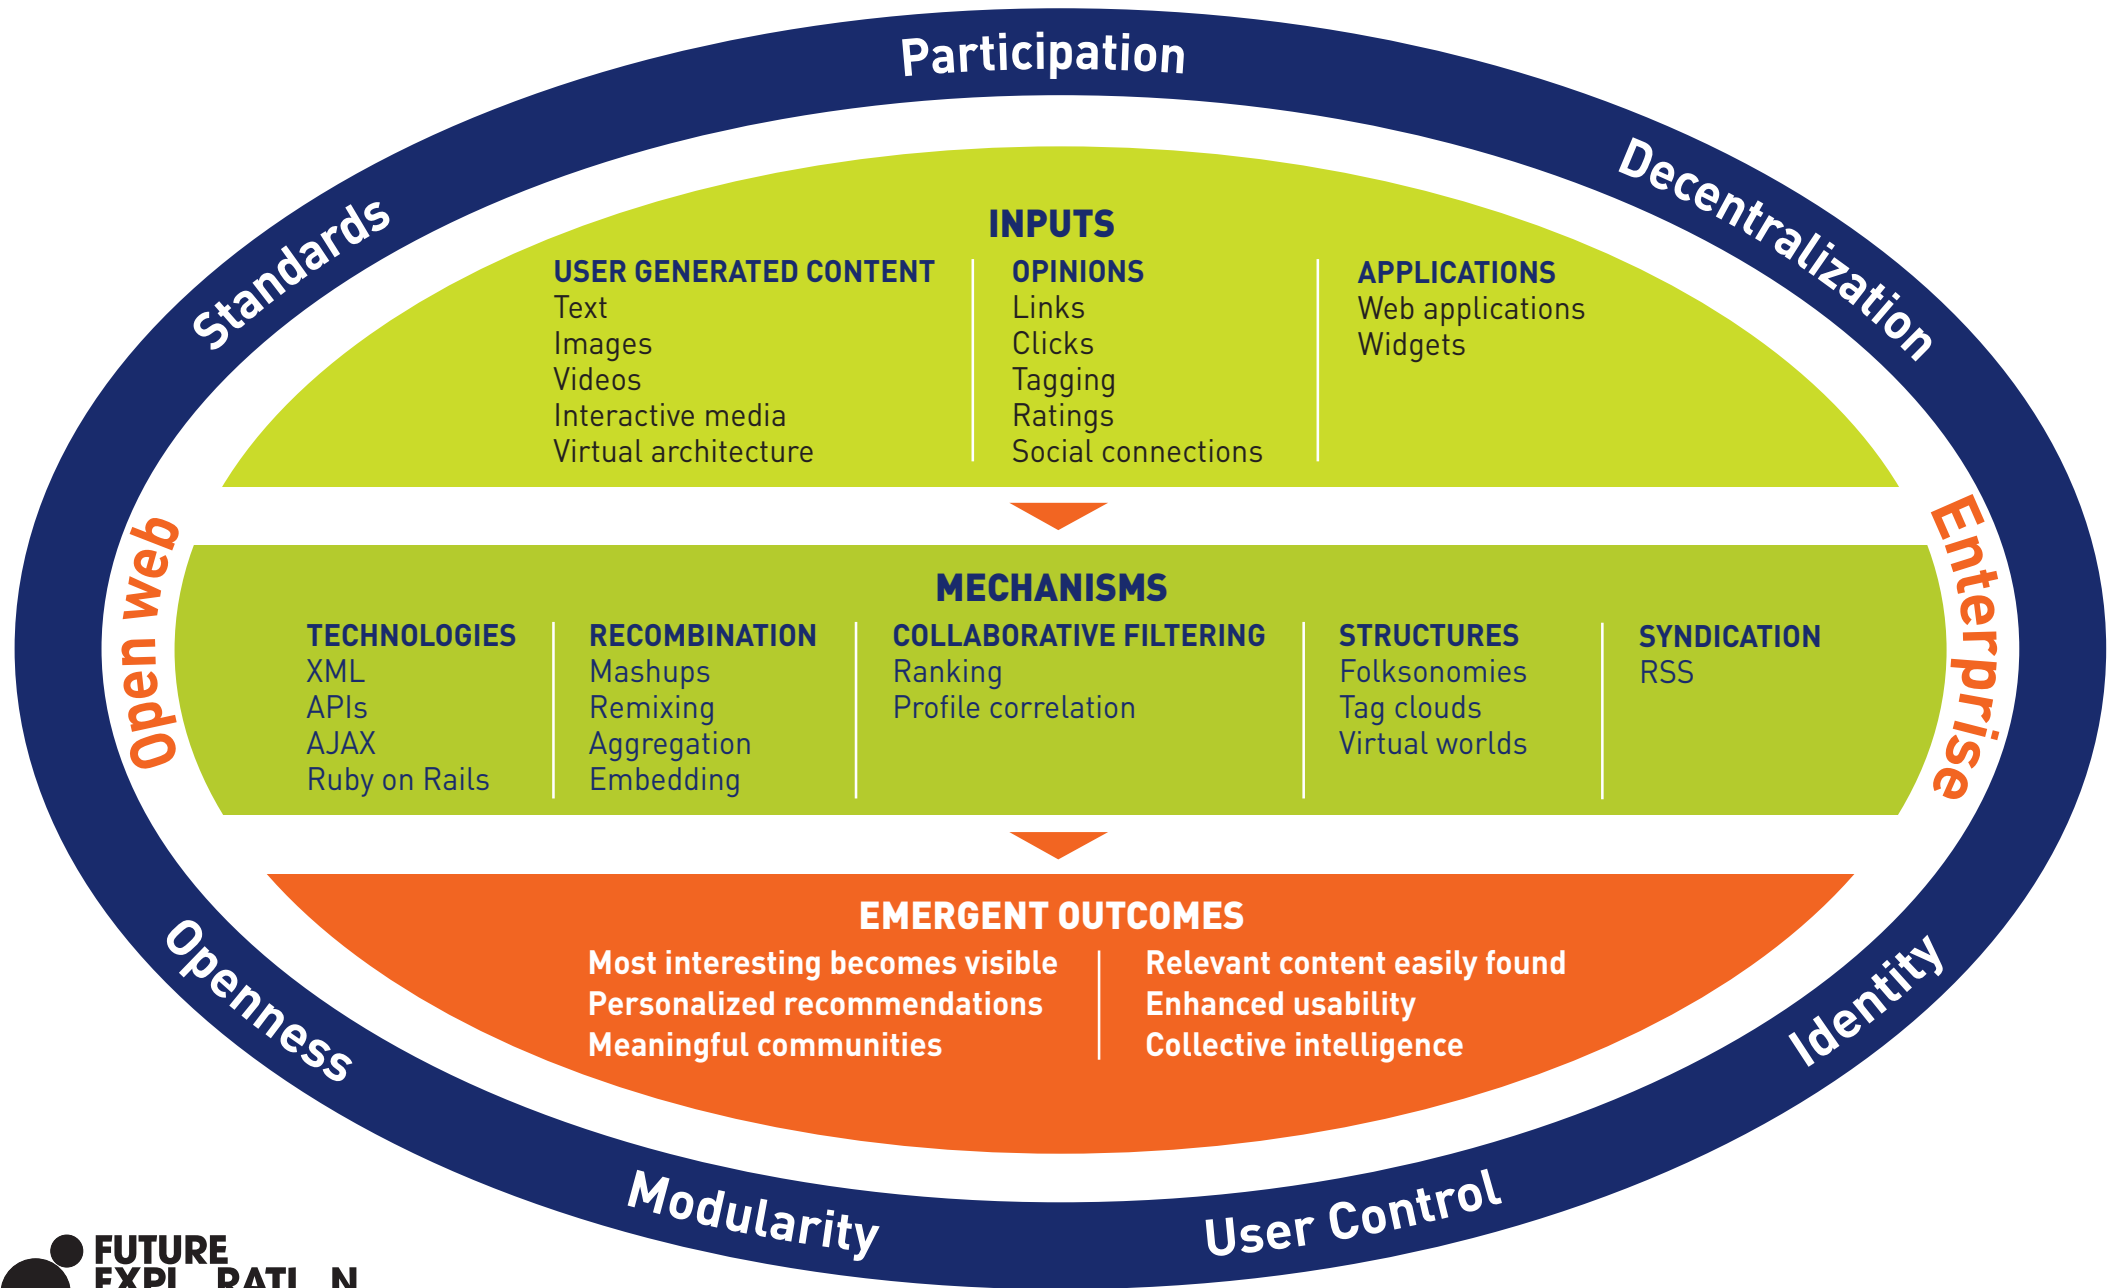 Participation
Standards
Decentralization
INPUTS
USER GENERATED CONTENT
Text
Images
Videos
Interactive media
Virtual architecture
OPINIONS
Links
Clicks
Tagging
Ratings
Social connections
APPLICATIONS
Web applications
Widgets
Open web
Enterprise
MECHANISMS
TECHNOLOGIES
XML
APIs
AJAX
Ruby on Rails
RECOMBINATION
Mashups
Remixing
Aggregation
Embedding
COLLABORATIVE FILTERING
Ranking
Profile correlation
STRUCTURES
Folksonomies
Tag clouds
Virtual worlds
SYNDICATION
RSS
EMERGENT OUTCOMES
Most interesting becomes visible
Personalized recommendations
Meaningful communities
Relevant content easily found
Enhanced usability
Collective intelligence
Openness
Identity
Modularity
User Control
FUTURE